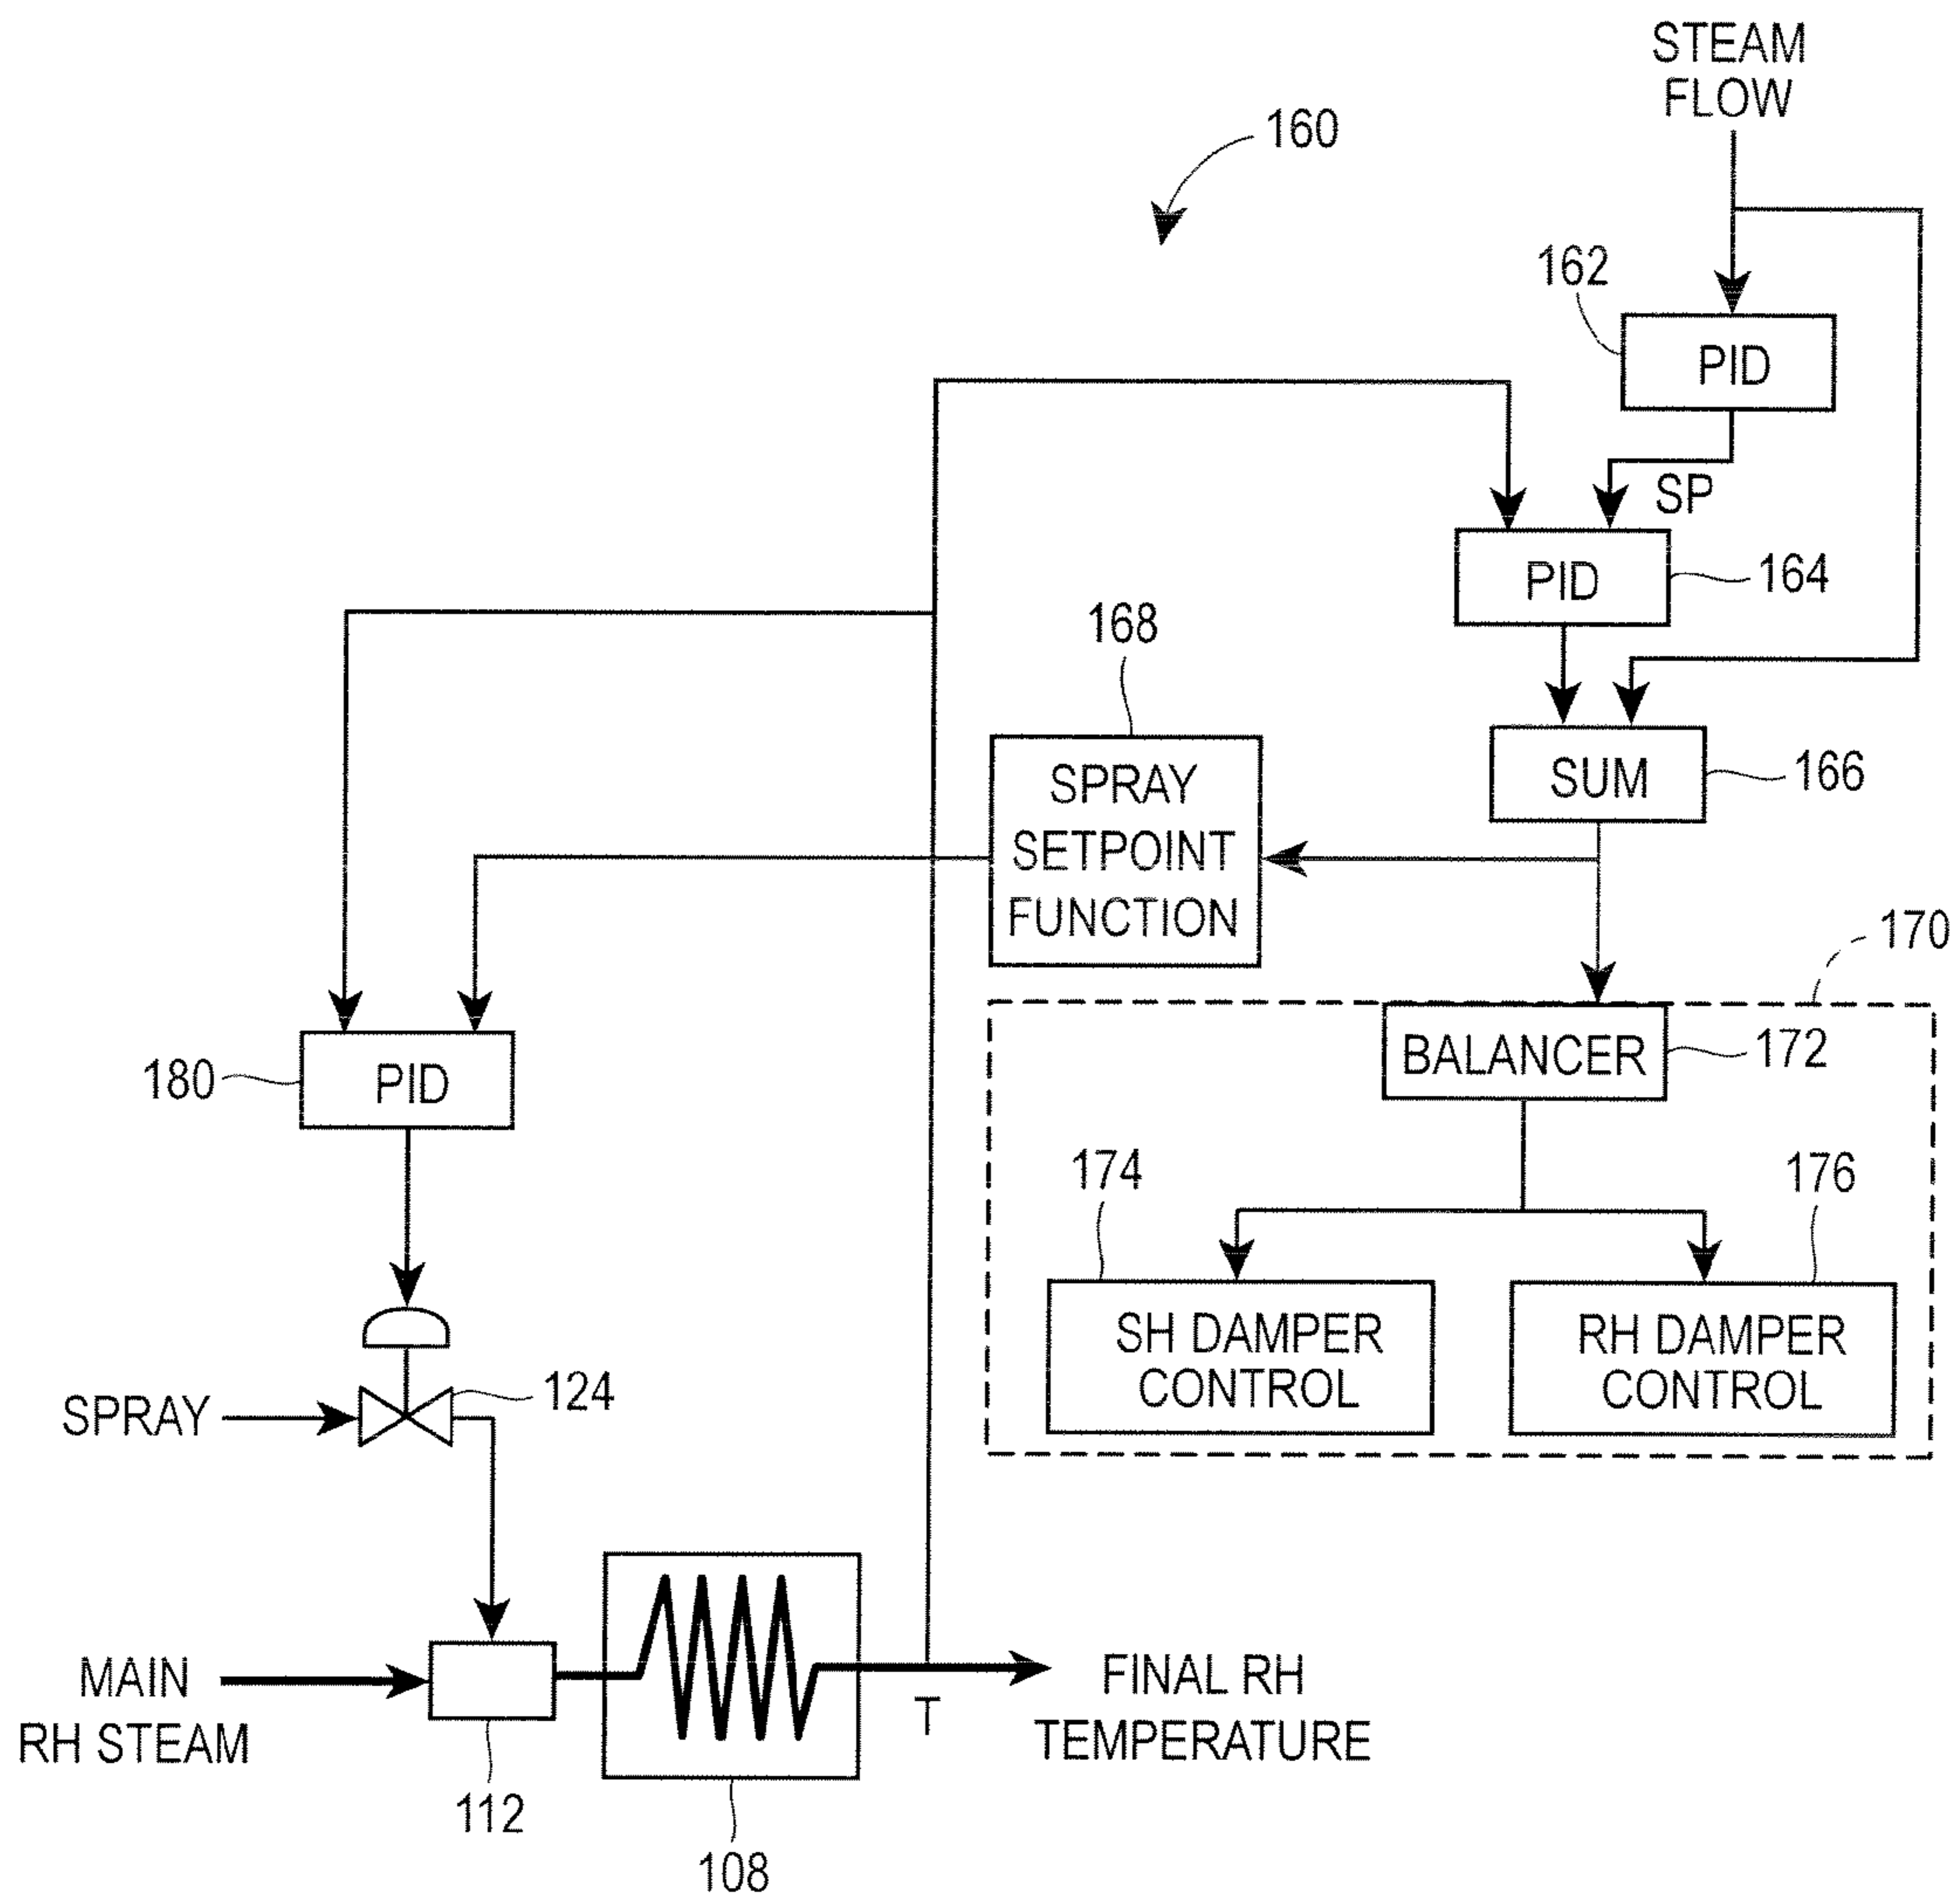 STEAM
FLOW
160
162
PID
SP
PID
164
168
SPRAY
SETPOINT
FUNCTION
SUM
166
170
BALANCER
172
180
PID
174
176
SH DAMPER
CONTROL
RH DAMPER
CONTROL
SPRAY
124
MAIN
RH STEAM
112
108
T
FINAL RH
TEMPERATURE